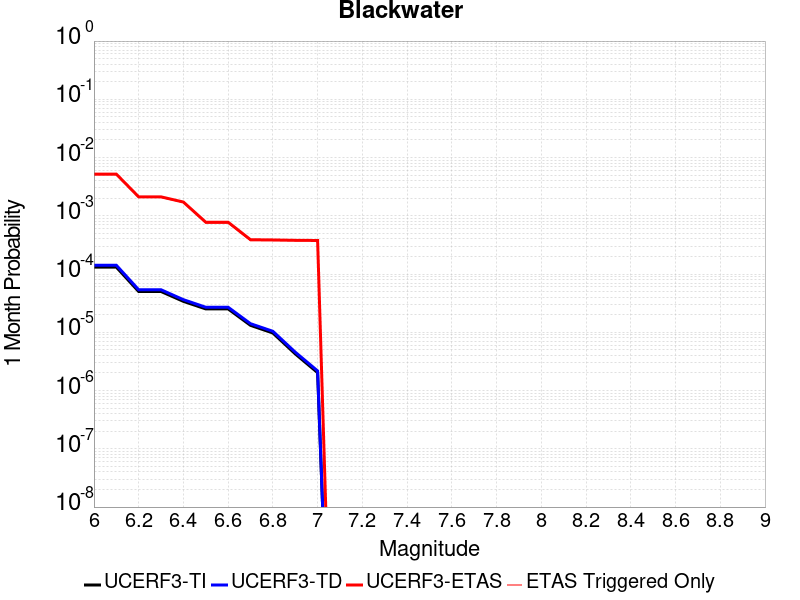 Blackwater
10^0
10^-1
10^-2
10^-3
10^-4
10^-5
10^-6
10^-7
10^-8
1 Month Probability
6 6.2 6.4 6.6 6.8 7 7.2 7.4 7.6 7.8 8 8.2 8.4 8.6 8.8 9
Magnitude
UCERF3-TI UCERF3-TD UCERF3-ETAS ETAS Triggered Only